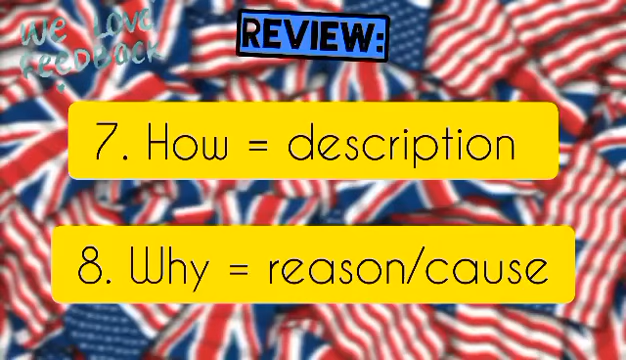 We Love
Feedback
REVIEW:
7. How = description
8. Why = reason/cause